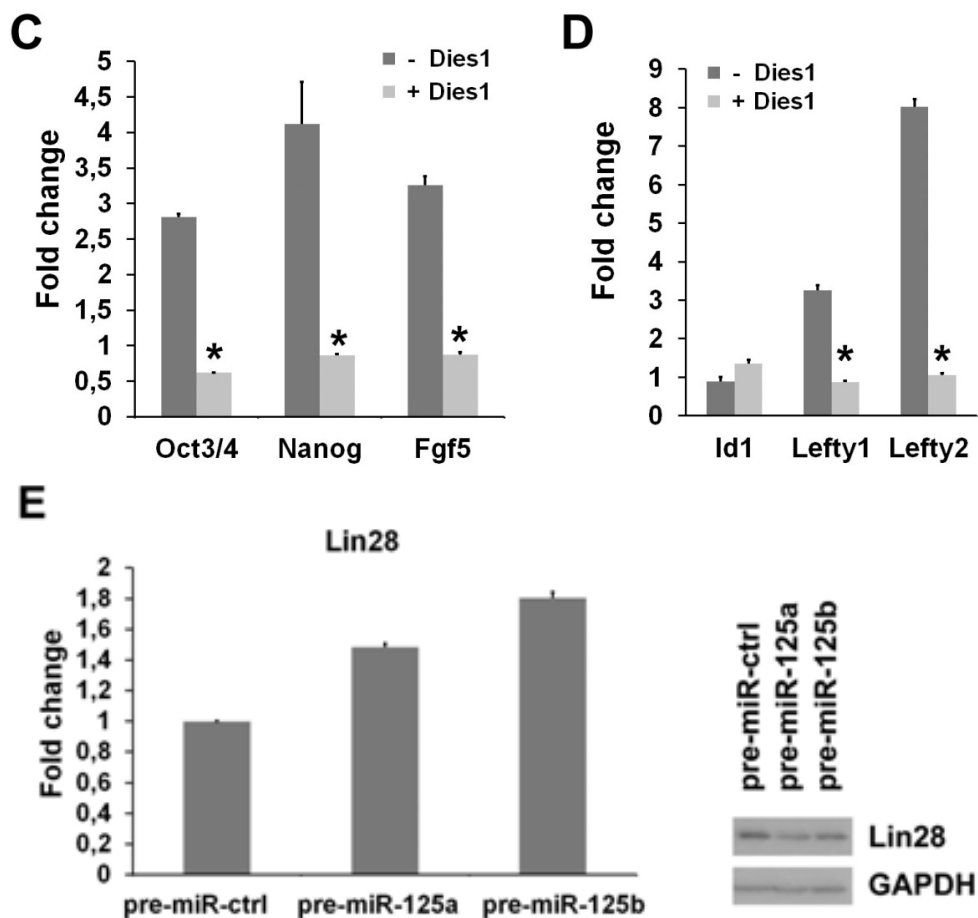 C
- Dies1
+ Dies1
Fold change
5
4,5
4
3,5
3
2,5
2
1,5
1
0,5
0
* * *
Oct3/4 Nanog Fgf5
D
- Dies1
+ Dies1
Fold change
9
8
7
6
5
4
3
2
1
0
* *
Id1 Lefty1 Lefty2
E
Lin28
Fold change
2
1,8
1,6
1,4
1,2
1
0,8
0,6
0,4
0,2
0
pre-miR-ctrl pre-miR-125a pre-miR-125b
pre-miR-ctrl
pre-miR-125a
pre-miR-125b
Lin28
GAPDH